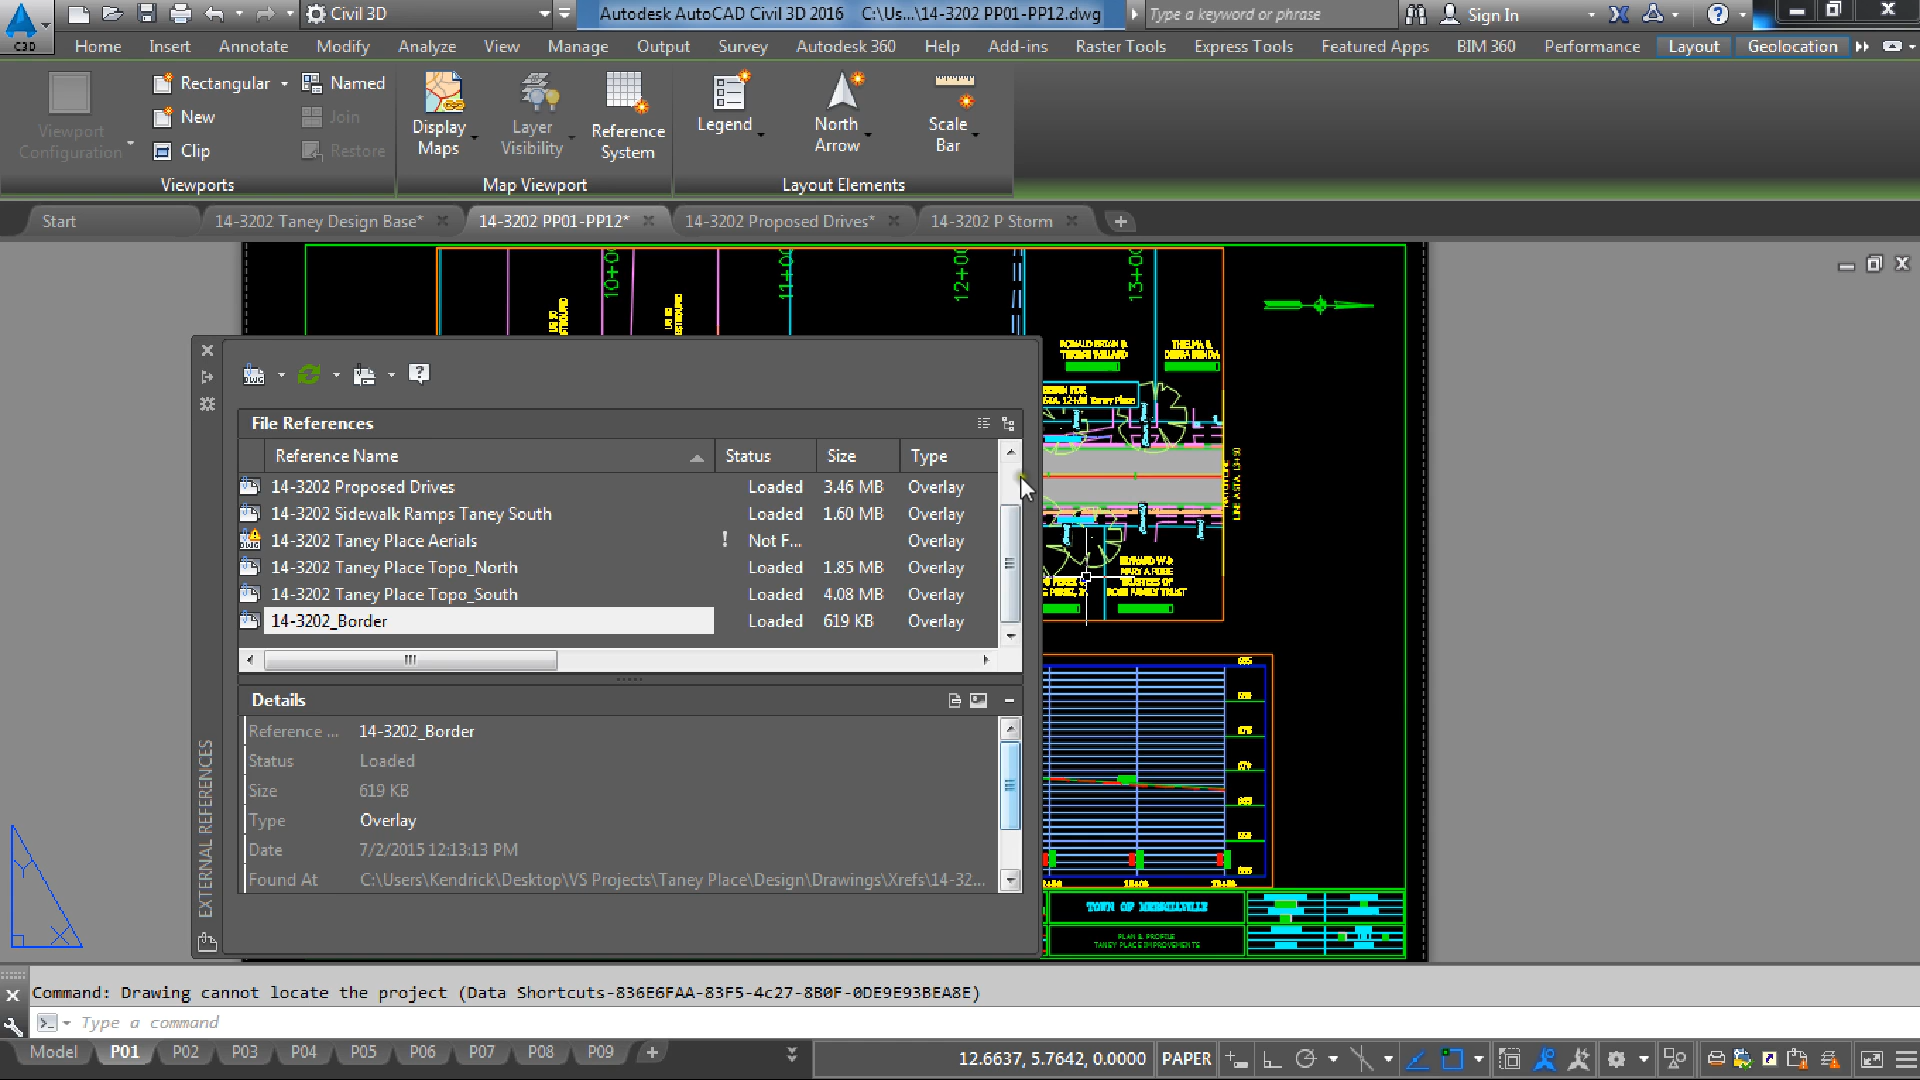 Civil 3D
Autodesk AutoCAD Civil 3D 2016 C:\Us...\14-3202 PP01-PP12.dwg
Type a keyword or phrase
Sign In
C3D
Home Insert Annotate Modify Analyze View Manage Output Survey Autodesk 360 Help Add-ins Raster Tools Express Tools Featured Apps BIM 360 Performance Layout Geolocation
Viewport Configuration
Rectangular
New
Clip
Named
Join
Restore
Display Maps
Layer Visibility
Reference System
Legend
North Arrow
Scale Bar
Viewports
Map Viewport
Layout Elements
Start
14-3202 Taney Design Base*
14-3202 PP01-PP12*
14-3202 Proposed Drives*
14-3202 P Storm
12+00
File References
Reference Name Status Size Type
14-3202 Proposed Drives Loaded 3.46 MB Overlay
14-3202 Sidewalk Ramps Taney South Loaded 1.60 MB Overlay
14-3202 Taney Place Aerials ! Not F... Overlay
14-3202 Taney Place Topo_North Loaded 1.85 MB Overlay
14-3202 Taney Place Topo_South Loaded 4.08 MB Overlay
14-3202_Border Loaded 619 KB Overlay
Details
Reference ... 14-3202_Border
Status Loaded
Size 619 KB
Type Overlay
Date 7/2/2015 12:13:13 PM
Found At C:\Users\Kendrick\Desktop\VS Projects\Taney Place\Design\Drawings\Xrefs\14-32...
EXTERNAL REFERENCES
TOWN OF MERRILLVILLE
PLAN & PROFILE
TANEY PLACE IMPROVEMENTS
Command: Drawing cannot locate the project (Data Shortcuts-836E6FAA-83F5-4c27-8B0F-0DE9E93BEA8E)
Type a command
Model P01 P02 P03 P04 P05 P06 P07 P08 P09
12.6637, 5.7642, 0.0000 PAPER